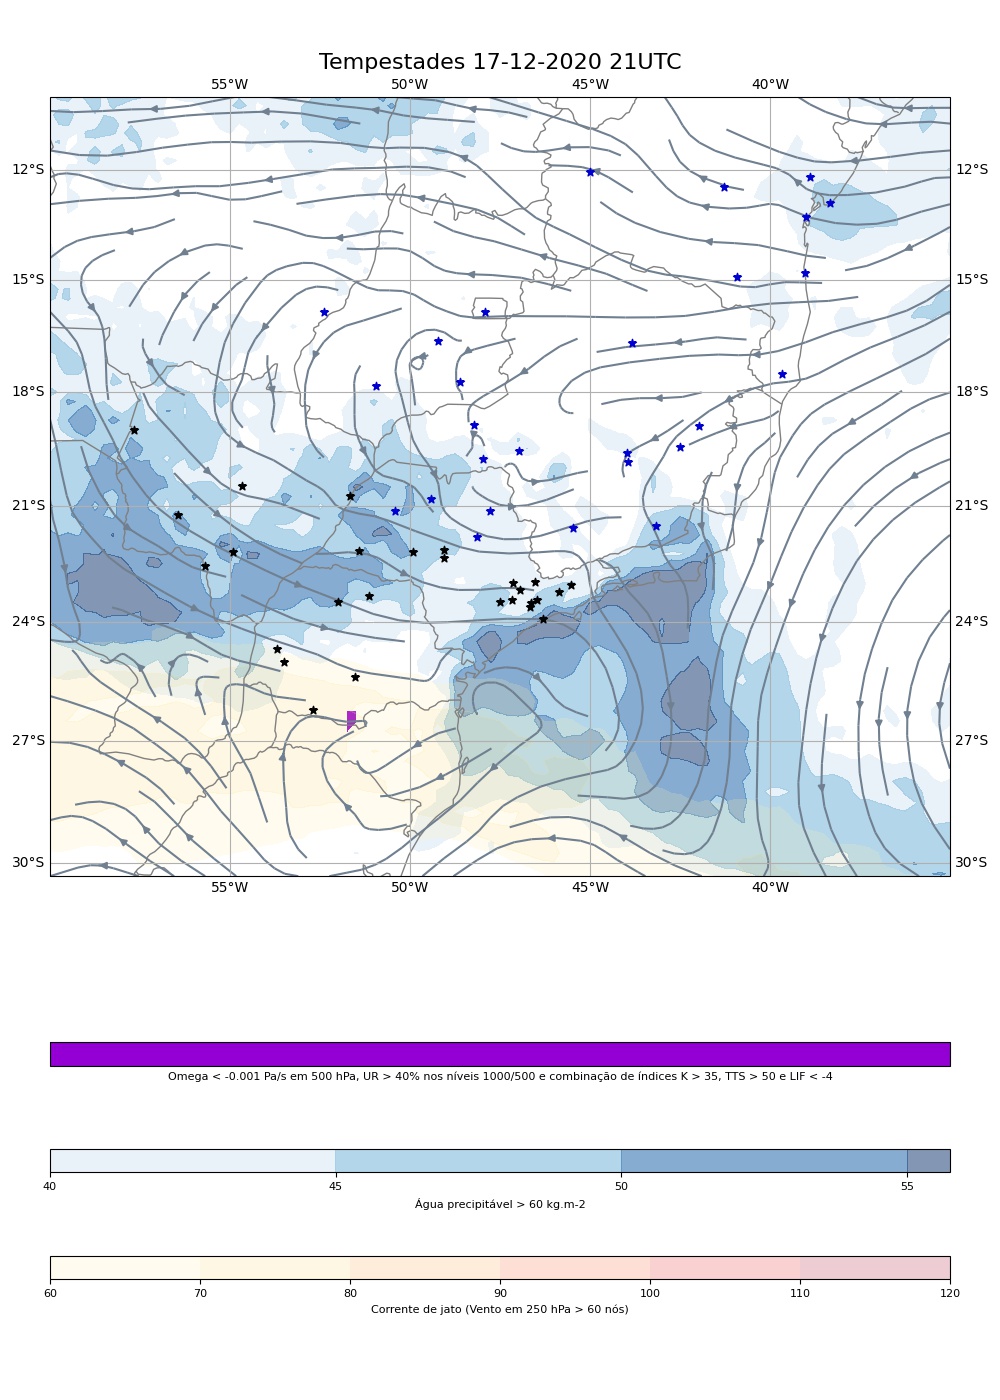 Tempestades 17-12-2020 21UTC
55°W 50°W 45°W 40°W
12°S 12°S
15°S 15°S
18°S 18°S
21°S 21°S
24°S 24°S
27°S 27°S
30°S 30°S
55°W 50°W 45°W 40°W
Omega < -0.001 Pa/s em 500 hPa, UR > 40% nos níveis 1000/500 e combinação de índices K > 35, TTS > 50 e LIF < -4
40 45 50 55
Água precipitável > 60 kg.m-2
60 70 80 90 100 110 120
Corrente de jato (Vento em 250 hPa > 60 nós)